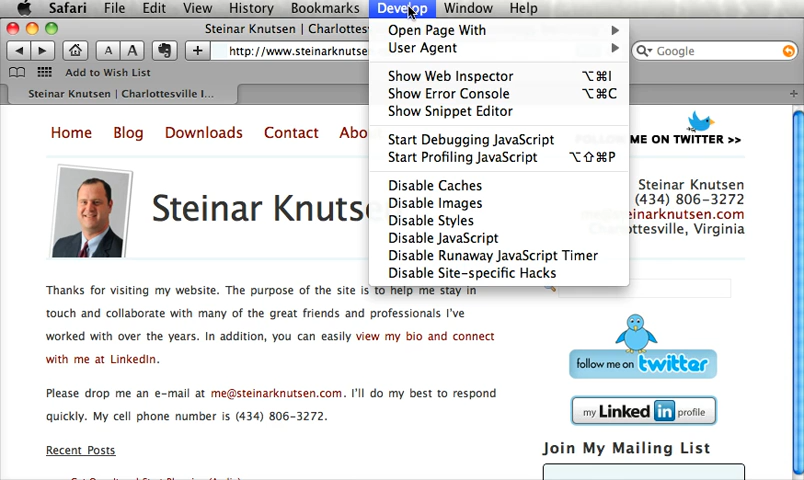 Safari File Edit View History Bookmarks Develop Window Help
Steinar Knutsen | Charlottesv
http://www.steinarknutse
Google
Add to Wish List
Steinar Knutsen | Charlottesville I...
Open Page With
User Agent
Show Web Inspector ⌥⌘I
Show Error Console ⌥⌘C
Show Snippet Editor
Start Debugging JavaScript
Start Profiling JavaScript ⌥⇧⌘P
Disable Caches
Disable Images
Disable Styles
Disable JavaScript
Disable Runaway JavaScript Timer
Disable Site-specific Hacks
Home Blog Downloads Contact Abo
ME ON TWITTER >>
Steinar Knuts
Steinar Knutsen
(434) 806-3272
me@steinarknutsen.com
Charlottesville, Virginia
Thanks for visiting my website. The purpose of the site is to help me stay in
touch and collaborate with many of the great friends and professionals I've
worked with over the years. In addition, you can easily view my bio and connect
with me at LinkedIn.
Please drop me an e-mail at me@steinarknutsen.com. I'll do my best to respond
quickly. My cell phone number is (434) 806-3272.
Recent Posts
follow me on twitter
my Linked in profile
Join My Mailing List